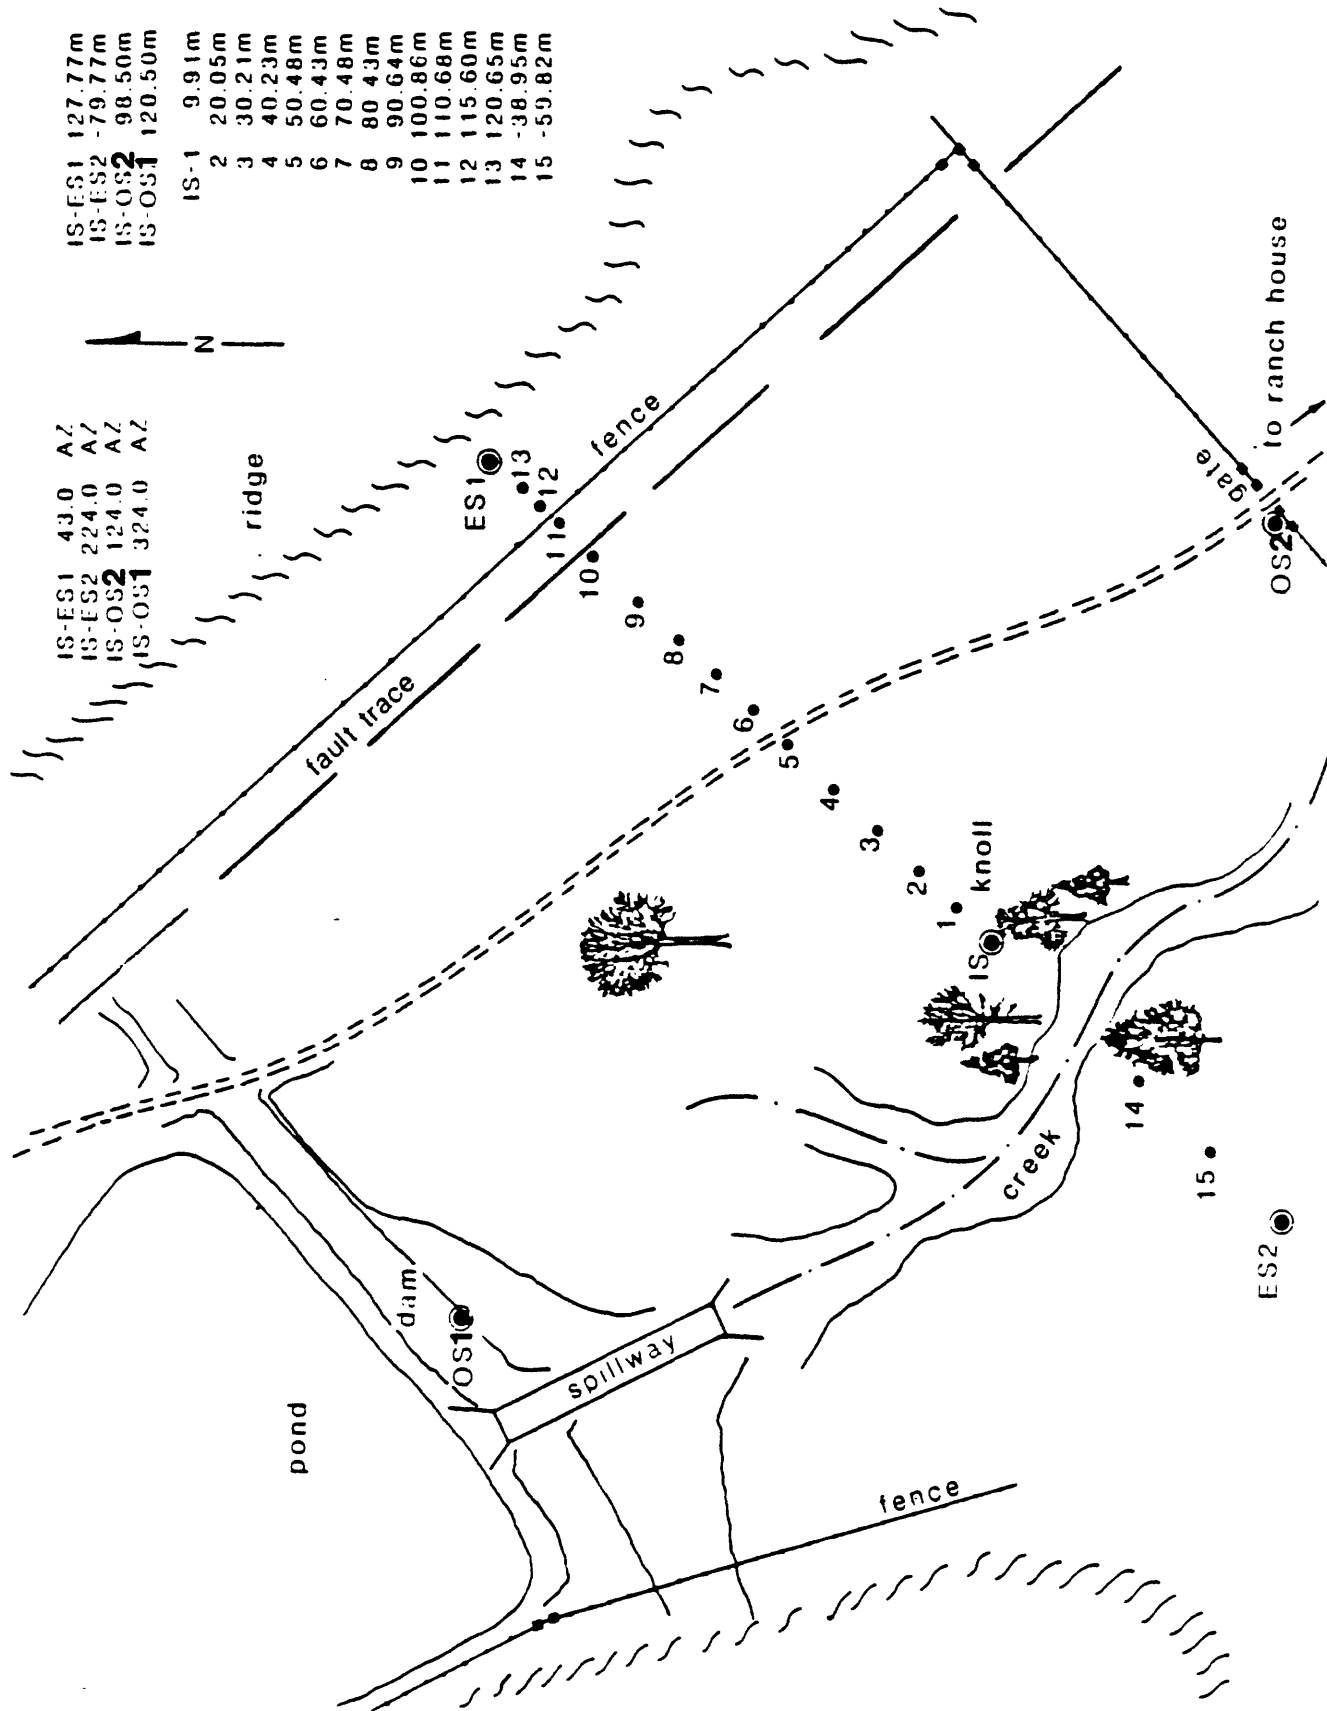 IS-ES1 43.0 AZ
IS-ES2 224.0 AZ
IS-OS2 124.0 AZ
IS-OS1 324.0 AZ
N
IS-ES1 127.77m
IS-ES2 -79.77m
IS-OS2 98.50m
IS-OS1 120.50m
IS-1 9.91m
2 20.05m
3 30.21m
4 40.23m
5 50.48m
6 60.43m
7 70.48m
8 80.43m
9 90.64m
10 100.86m
11 110.68m
12 115.60m
13 120.65m
14 -38.95m
15 -59.82m
ridge
ES1
13
12
11
10
9
8
7
6
5
4
3
2
1
fence
fault trace
pond
dam
OS1
spillway
fence
creek
IS
knoll
14
15
ES2
gate
OS2
to ranch house